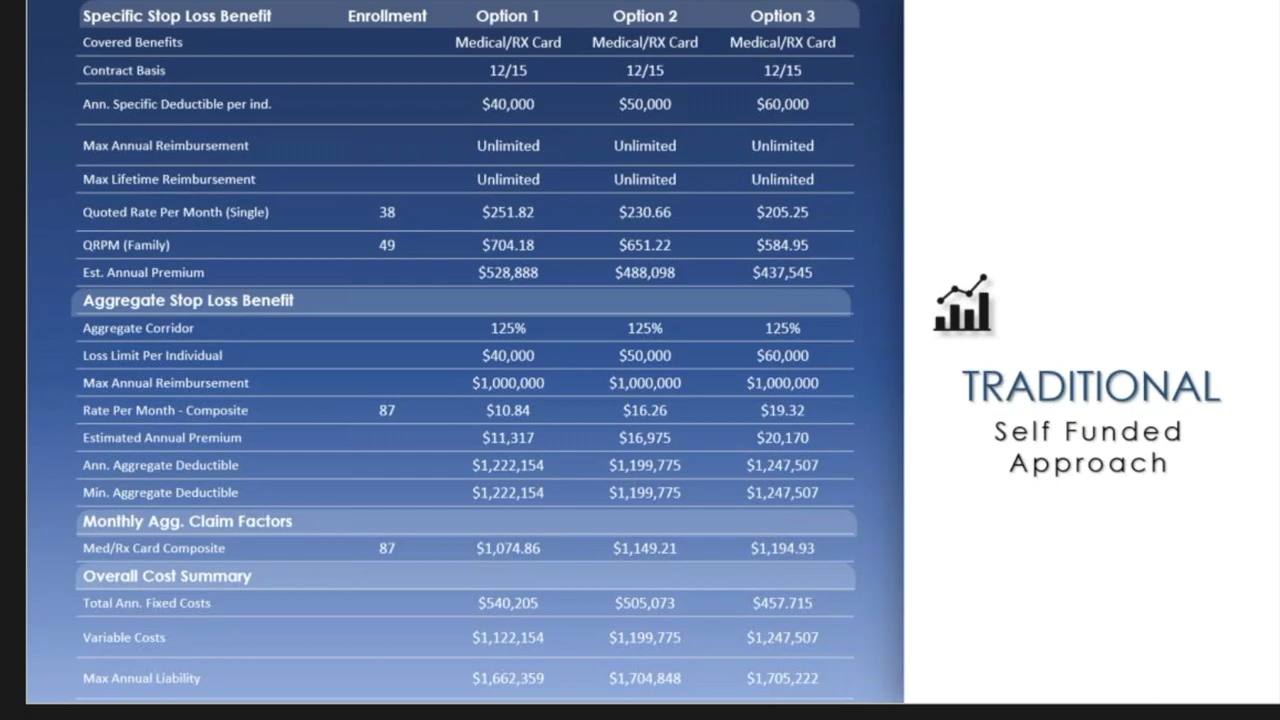 Specific Stop Loss Benefit Enrollment Option 1 Option 2 Option 3
Covered Benefits Medical/RX Card Medical/RX Card Medical/RX Card
Contract Basis 12/15 12/15 12/15
Ann. Specific Deductible per ind. $40,000 $50,000 $60,000
Max Annual Reimbursement Unlimited Unlimited Unlimited
Max Lifetime Reimbursement Unlimited Unlimited Unlimited
Quoted Rate Per Month (Single) 38 $251.82 $230.66 $205.25
QRPM (Family) 49 $704.18 $651.22 $584.95
Est. Annual Premium $528,888 $488,098 $437,545
Aggregate Stop Loss Benefit
Aggregate Corridor 125% 125% 125%
Loss Limit Per Individual $40,000 $50,000 $60,000
Max Annual Reimbursement $1,000,000 $1,000,000 $1,000,000
Rate Per Month - Composite 87 $10.84 $16.26 $19.32
Estimated Annual Premium $11,317 $16,975 $20,170
Ann. Aggregate Deductible $1,222,154 $1,199,775 $1,247,507
Min. Aggregate Deductible $1,222,154 $1,199,775 $1,247,507
Monthly Agg. Claim Factors
Med/Rx Card Composite 87 $1,074.86 $1,149.21 $1,194.93
Overall Cost Summary
Total Ann. Fixed Costs $540,205 $505,073 $457.715
Variable Costs $1,122,154 $1,199,775 $1,247,507
Max Annual Liability $1,662,359 $1,704,848 $1,705,222
TRADITIONAL
Self Funded
Approach